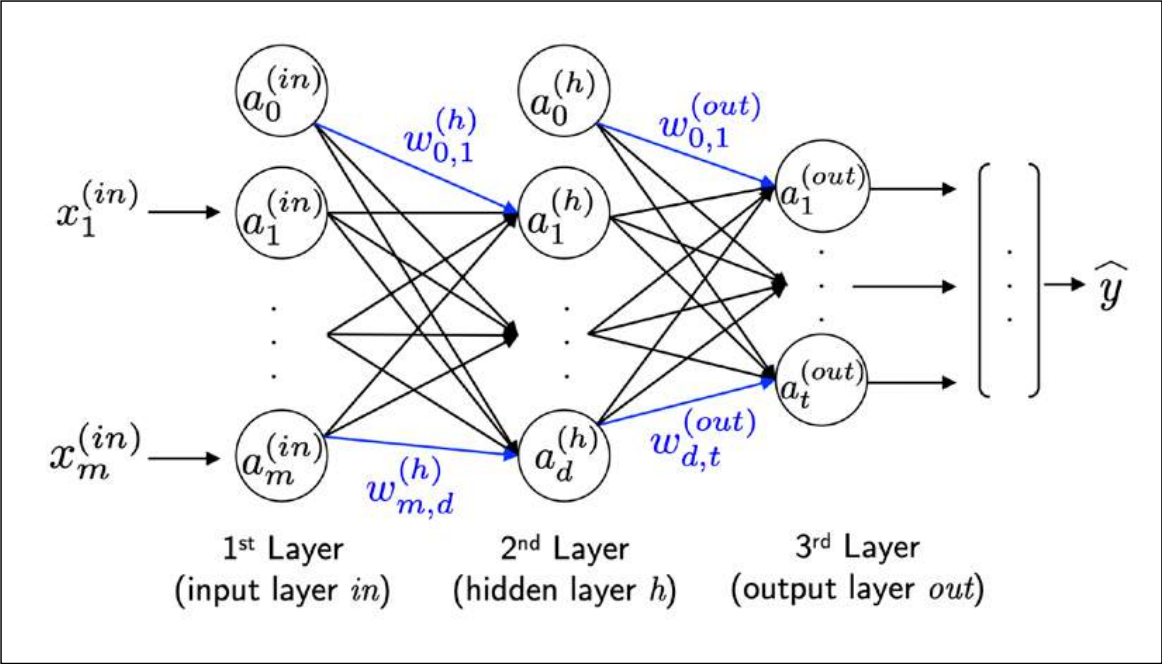 a_0^{(in)}
a_0^{(h)}
w_{0,1}^{(h)}
w_{0,1}^{(out)}
x_1^{(in)}
a_1^{(in)}
a_1^{(h)}
a_1^{(out)}
ŷ
a_t^{(out)}
x_m^{(in)}
a_m^{(in)}
a_d^{(h)}
w_{m,d}^{(h)}
w_{d,t}^{(out)}
1st Layer
(input layer in)
2nd Layer
(hidden layer h)
3rd Layer
(output layer out)